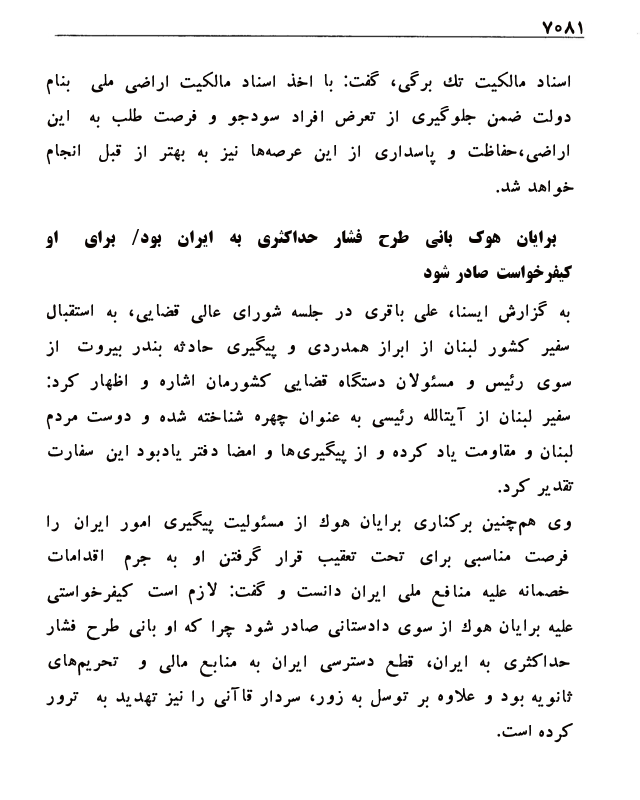 ۷۰۸۱
اسناد مالکیت تك برگی، گفت: با اخذ اسناد مالکیت اراضی ملی بنام
دولت ضمن جلوگیری از تعرض افراد سودجو و فرصت طلب به این
اراضی،حفاظت و پاسداری از این عرصه‌ها نیز به بهتر از قبل انجام
خواهد شد.
برایان هوک بانی طرح فشار حداکثری به ایران بود/ برای او
کیفرخواست صادر شود
به گزارش ایسنا، علی باقری در جلسه شورای عالی قضایی، به استقبال
سفیر کشور لبنان از ابراز همدردی و پیگیری حادثه بندر بیروت از
سوی رئیس و مسئولان دستگاه قضایی کشورمان اشاره و اظهار کرد:
سفیر لبنان از آیتالله رئیسی به عنوان چهره شناخته شده و دوست مردم
لبنان و مقاومت یاد کرده و از پیگیری‌ها و امضا دفتر یادبود این سفارت
تقدیر کرد.
وی هم‌چنین برکناری برایان هوك از مسئولیت پیگیری امور ایران را
فرصت مناسبی برای تحت تعقیب قرار گرفتن او به جرم اقدامات
خصمانه علیه منافع ملی ایران دانست و گفت: لازم است کیفرخواستی
علیه برایان هوك از سوی دادستانی صادر شود چرا که او بانی طرح فشار
حداکثری به ایران، قطع دسترسی ایران به منابع مالی و تحریم‌های
ثانویه بود و علاوه بر توسل به زور، سردار قاآنی را نیز تهدید به ترور
کرده است.